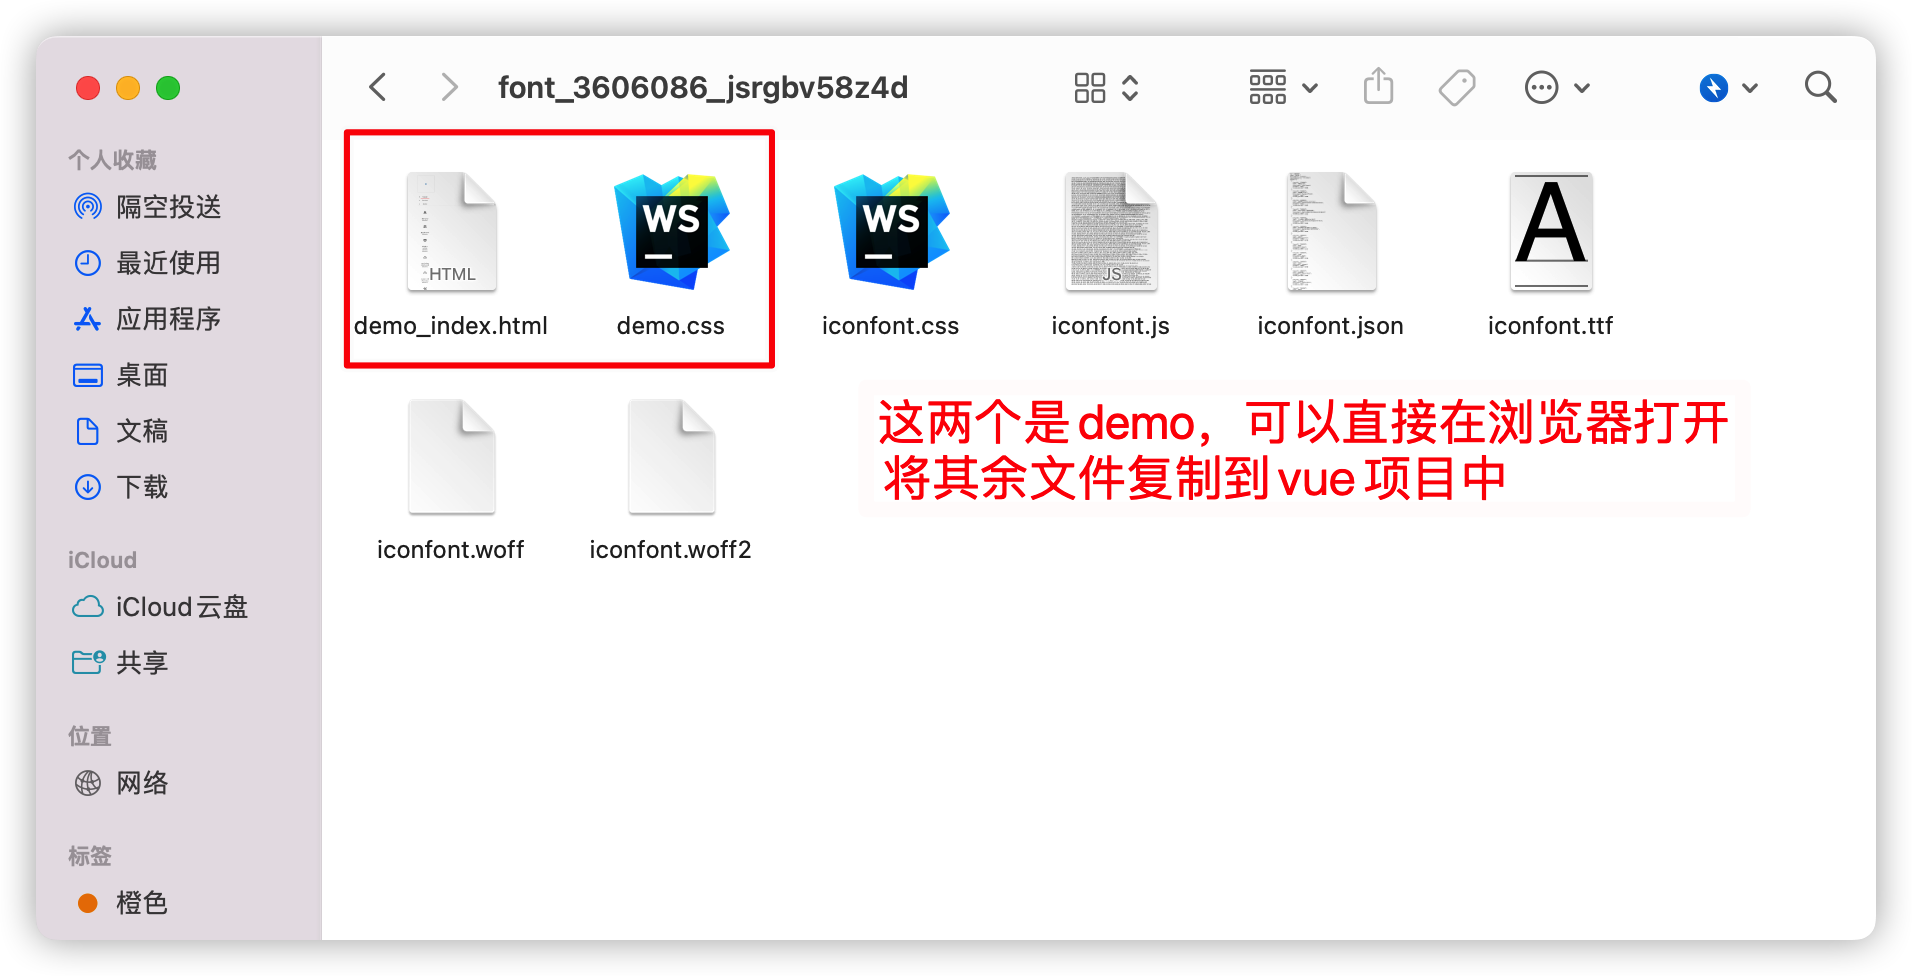 font_3606086_jsrgbv58z4d
个人收藏
隔空投送
最近使用
应用程序
桌面
文稿
下载
iCloud
iCloud云盘
共享
位置
网络
标签
橙色
HTML
WS
WS
JS
A
demo_index.html
demo.css
iconfont.css
iconfont.js
iconfont.json
iconfont.ttf
这两个是demo，可以直接在浏览器打开
将其余文件复制到vue项目中
iconfont.woff
iconfont.woff2